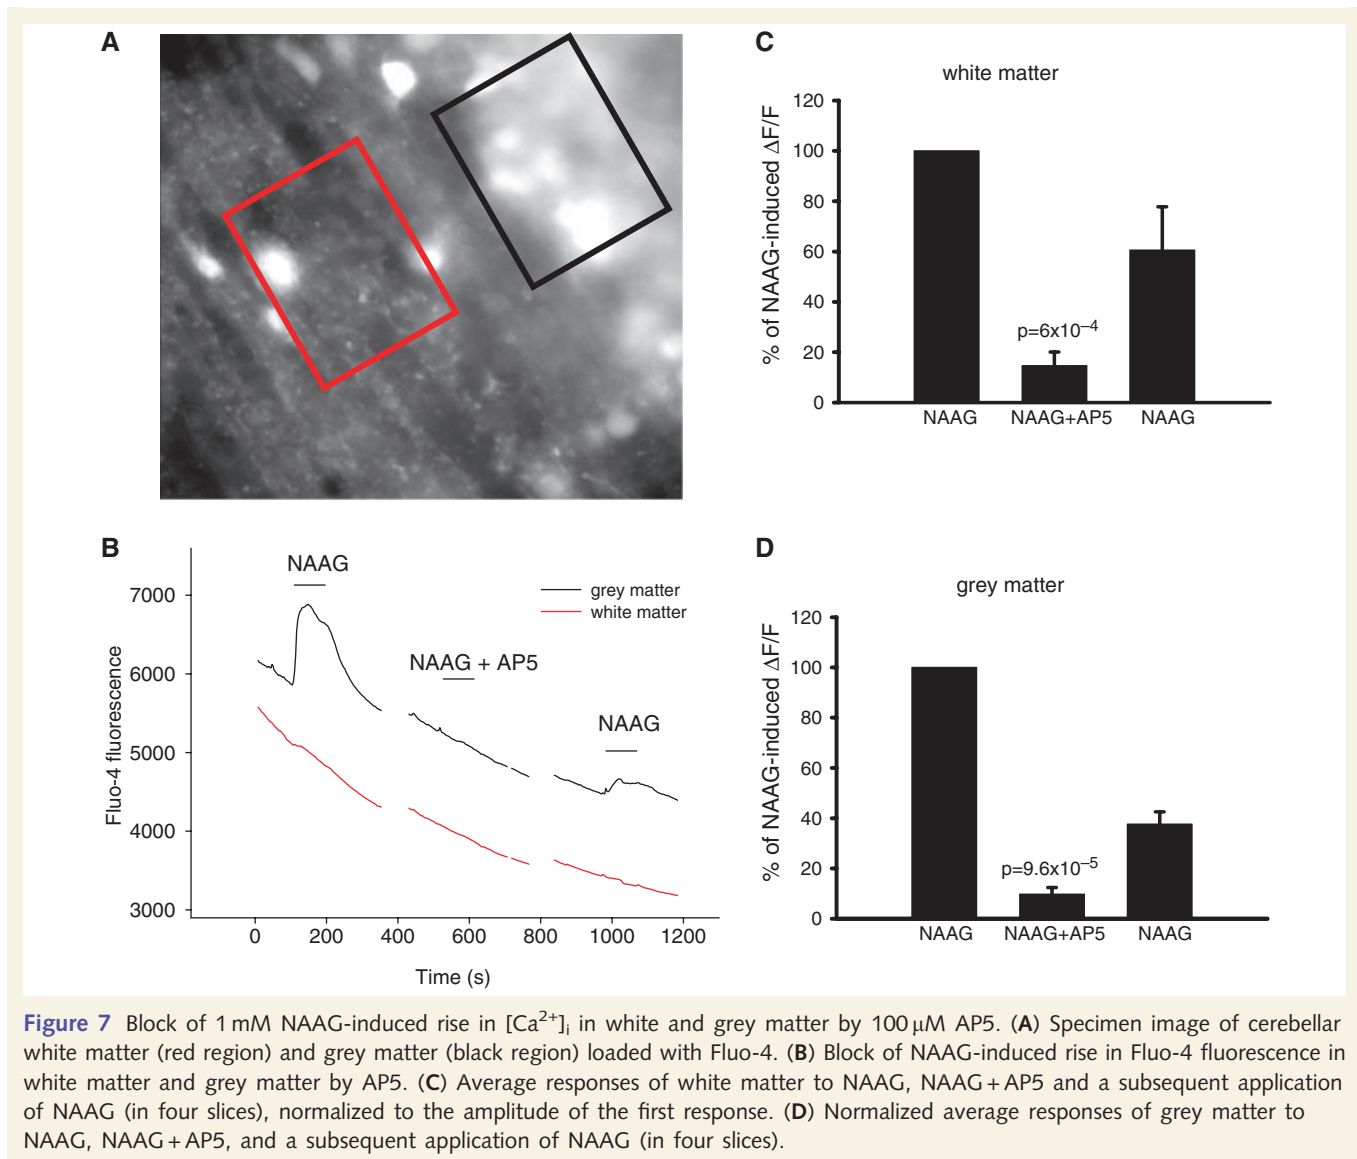 A
B
NAAG
7000
6000
5000
4000
3000
Fluo-4 fluorescence
grey matter
white matter
NAAG + AP5
NAAG
0 200 400 600 800 1000 1200
Time (s)
C
white matter
120
100
80
60
40
20
0
% of NAAG-induced ΔF/F
p=6x10⁻⁴
NAAG NAAG+AP5 NAAG
D
grey matter
120
100
80
60
40
20
0
% of NAAG-induced ΔF/F
p=9.6x10⁻⁵
NAAG NAAG+AP5 NAAG
Figure 7 Block of 1 mM NAAG-induced rise in [Ca²⁺]ᵢ in white and grey matter by 100 μM AP5. (A) Specimen image of cerebellar
white matter (red region) and grey matter (black region) loaded with Fluo-4. (B) Block of NAAG-induced rise in Fluo-4 fluorescence in
white matter and grey matter by AP5. (C) Average responses of white matter to NAAG, NAAG + AP5 and a subsequent application
of NAAG (in four slices), normalized to the amplitude of the first response. (D) Normalized average responses of grey matter to
NAAG, NAAG + AP5, and a subsequent application of NAAG (in four slices).